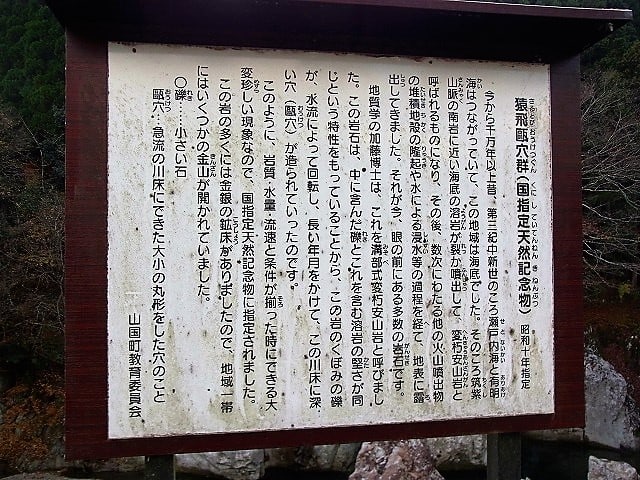 猿飛甌穴群(国指定天然記念物) 昭和十年指定
今から千万年以上昔、第三紀中新世のころ瀬戸内海と有明
海はつながっていて、この地域は海底でした。そのころ筑紫
山脈の南岩に近い海底の溶岩が裂か噴出して、変朽安山岩と
呼ばれるものになり、その後、数次にわたる他の火山噴出物
の堆積地殻の隆起や水による浸水等の過程を経て、地表に露
出してきました。それが今、眼の前にある多数の岩石です。
地質学の加藤博士は、これを溝部式変朽安山岩と呼びまし
た。この岩石は、中に含んだ礫とこれを含む溶岩の堅さが同
じという特性をもっていることから、この岩のくぼみの礫
が、水流によって回転し、長い年月をかけて、この川床に深
い穴(甌穴)が造られていったのです。
このように、岩質・水量・流速と条件が揃った時にできる大
変珍しい現象なので、国指定天然記念物に指定されました。
この岩の多くには金銀の鉱床がありましたので、地域一帯
にはいくつかの金山が開かれていました。
〇礫……小さい石
甌穴…急流の川床にできた大小の丸形をした穴のこと
山国町教育委員会